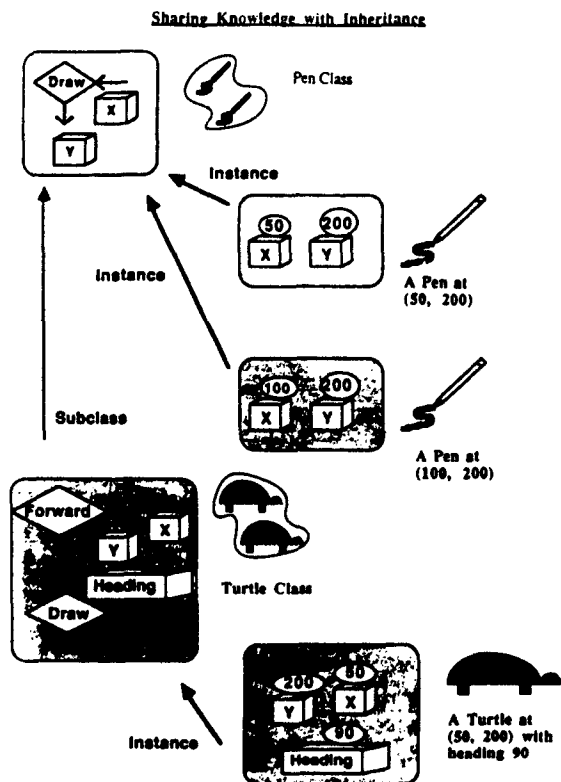 Sharing Knowledge with Inheritance
Draw
X
Y
Pen Class
Instance
50
200
X
Y
A Pen at
(50, 200)
Instance
100
200
X
Y
A Pen at
(100, 200)
Subclass
Forward
X
Y
Heading
Draw
Turtle Class
200
50
Y
X
90
Heading
Instance
A Turtle at
(50, 200) with
heading 90